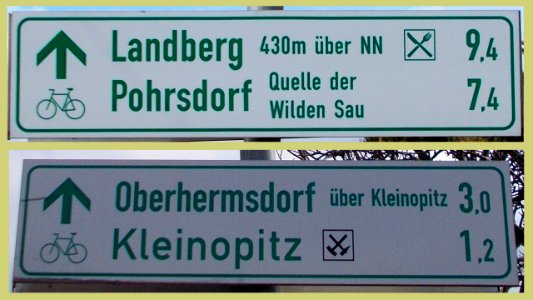 Landberg 430m über NN 9,4
Pohrsdorf Quelle der Wilden Sau 7,4
Oberhermsdorf über Kleinopitz 3,0
Kleinopitz 1,2